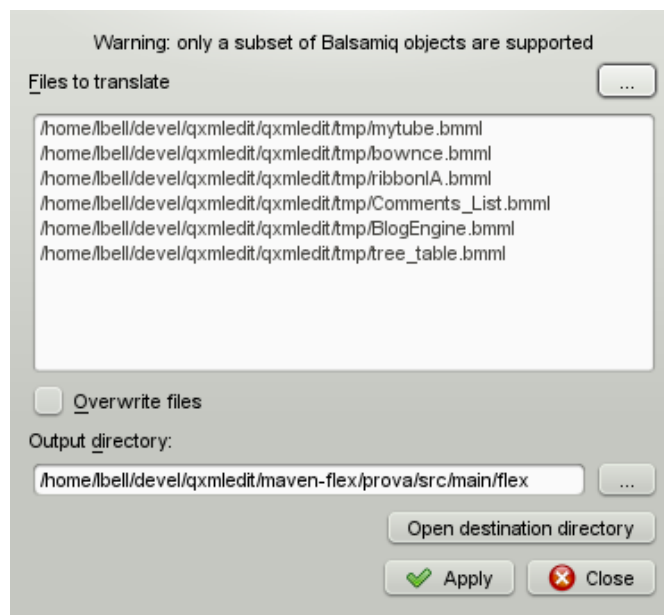 Warning: only a subset of Balsamiq objects are supported
Files to translate
...
/home/lbell/devel/qxmledit/qxmledit/tmp/mytube.bmml
/home/lbell/devel/qxmledit/qxmledit/tmp/bownce.bmml
/home/lbell/devel/qxmledit/qxmledit/tmp/ribbonIA.bmml
/home/lbell/devel/qxmledit/qxmledit/tmp/Comments_List.bmml
/home/lbell/devel/qxmledit/qxmledit/tmp/BlogEngine.bmml
/home/lbell/devel/qxmledit/qxmledit/tmp/tree_table.bmml
Overwrite files
Output directory:
/home/lbell/devel/qxmledit/maven-flex/prova/src/main/flex
...
Open destination directory
Apply
Close